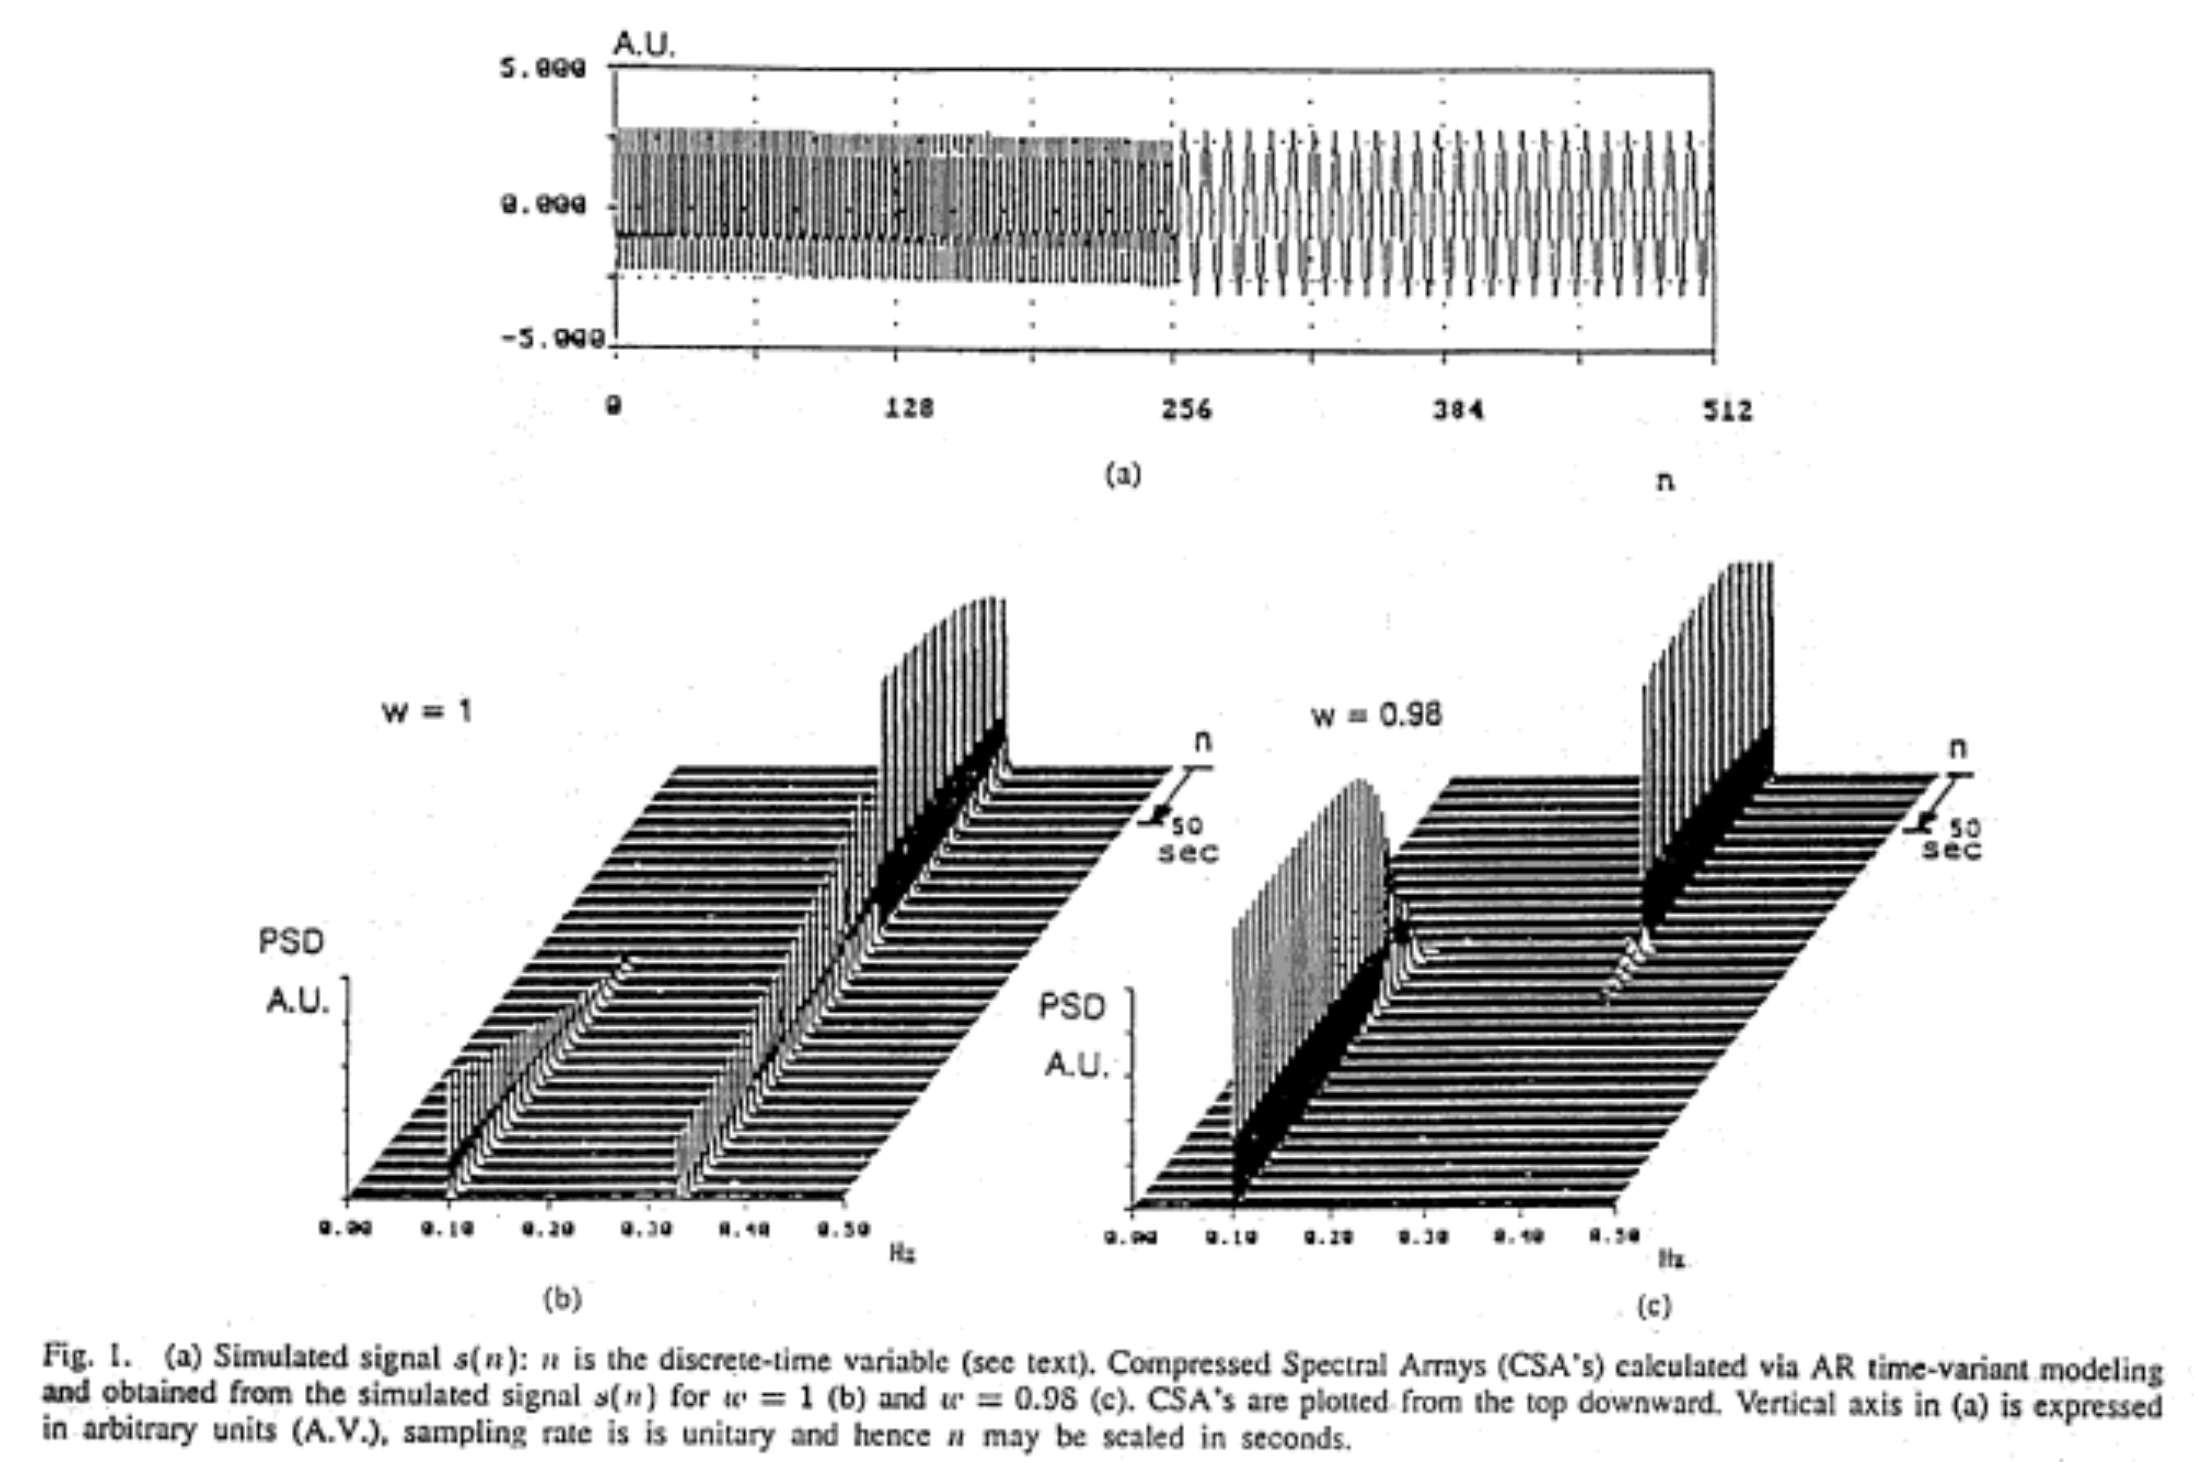 A.U.
5.000
0.000
-5.000
0 128 256 384 512
(a)
n
w = 1
n
50
sec
PSD
A.U.
0.00 0.10 0.20 0.30 0.40 0.50
Hz
(b)
w = 0.98
n
50
sec
PSD
A.U.
0.00 0.10 0.20 0.30 0.40 0.50
Hz
(c)
Fig. 1. (a) Simulated signal s(n): n is the discrete-time variable (see text). Compressed Spectral Arrays (CSA's) calculated via AR time-variant modeling
and obtained from the simulated signal s(n) for w = 1 (b) and w = 0.98 (c). CSA's are plotted from the top downward. Vertical axis in (a) is expressed
in arbitrary units (A.V.), sampling rate is is unitary and hence n may be scaled in seconds.